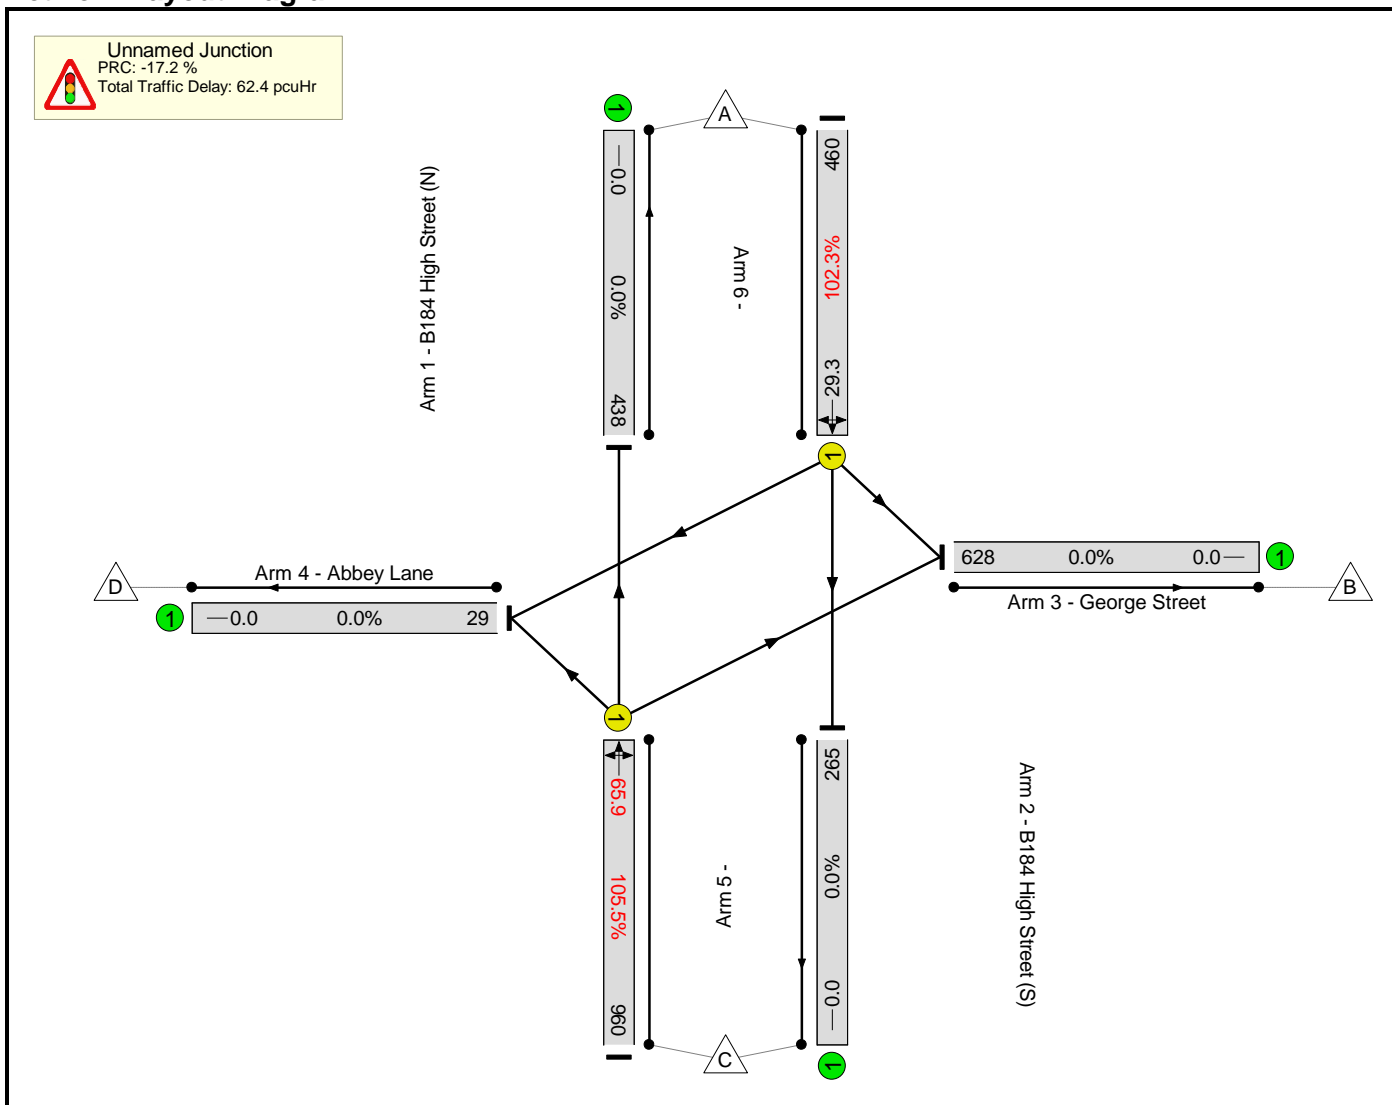 Unnamed Junction
PRC: -17.2 %
Total Traffic Delay: 62.4 pcuHr
1
A
460
0.0
Arm 1 - B184 High Street (N)
0.0%
Arm 6 -
102.3%
438
29.3
1
D
Arm 4 - Abbey Lane
628 0.0% 0.0
1
B
Arm 3 - George Street
1
0.0 0.0% 29
1
65.9
265
Arm 5 -
105.5%
0.0%
Arm 2 - B184 High Street (S)
960
0.0
C
1